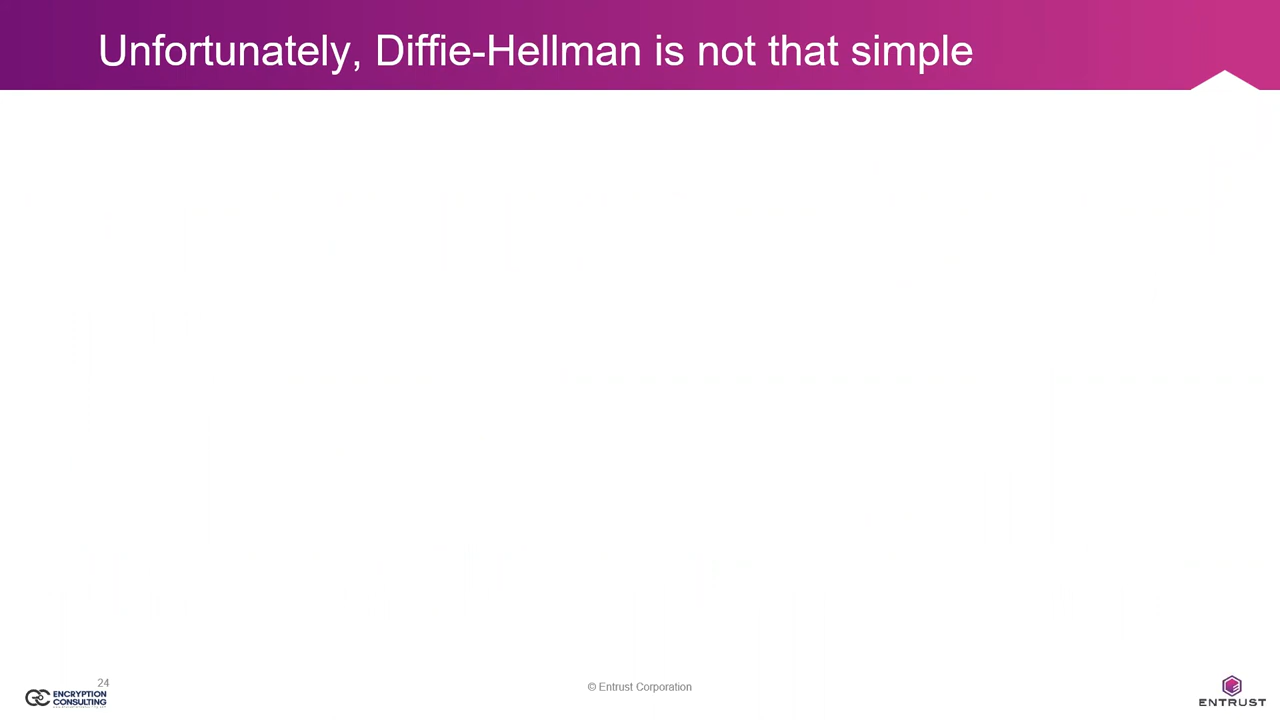 Unfortunately, Diffie-Hellman is not that simple
24
ENCRYPTION
CONSULTING
© Entrust Corporation
ENTRUST